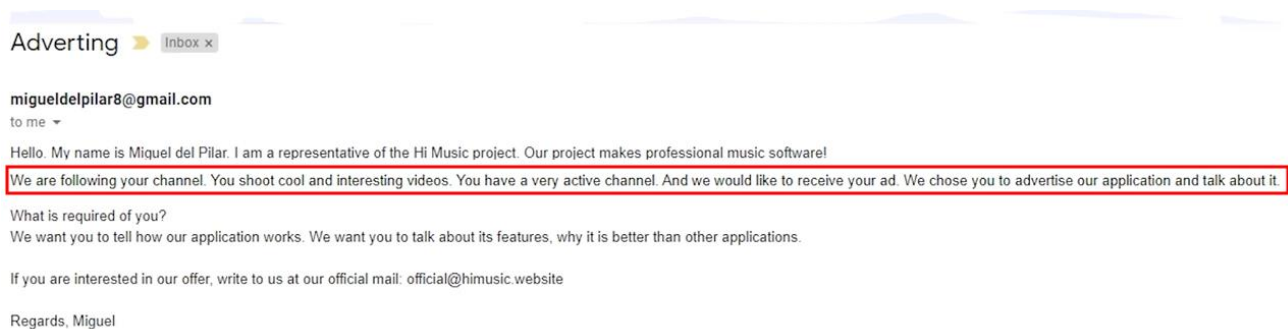 Adverting
Inbox x
migueldelpilar8@gmail.com
to me
Hello. My name is Miguel del Pilar. I am a representative of the Hi Music project. Our project makes professional music software!
We are following your channel. You shoot cool and interesting videos. You have a very active channel. And we would like to receive your ad. We chose you to advertise our application and talk about it.
What is required of you?
We want you to tell how our application works. We want you to talk about its features, why it is better than other applications.
If you are interested in our offer, write to us at our official mail: official@himusic.website
Regards, Miguel